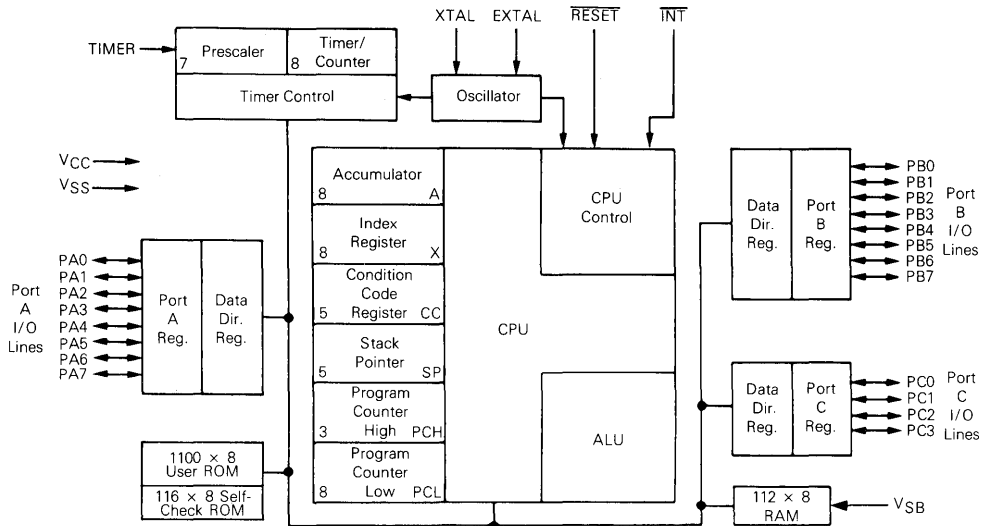 XTAL EXTAL RESET INT
TIMER
Prescaler
7
Timer/
Counter
8
Timer Control
Oscillator
VCC
VSS
Port
A
I/O
Lines
PA0
PA1
PA2
PA3
PA4
PA5
PA6
PA7
Port
A
Reg.
Data
Dir.
Reg.
1100 × 8
User ROM
116 × 8 Self-
Check ROM
Accumulator
8 A
Index
Register
8 X
Condition
Code
Register CC
5
Stack
Pointer
5 SP
Program
Counter
High PCH
3
Program
Counter
Low PCL
8
CPU
CPU
Control
ALU
Data
Dir.
Reg.
Port
B
Reg.
PB0
PB1
PB2
PB3
PB4
PB5
PB6
PB7
Port
B
I/O
Lines
Data
Dir.
Reg.
Port
C
Reg.
PC0
PC1
PC2
PC3
Port
C
I/O
Lines
112 × 8
RAM
VSB